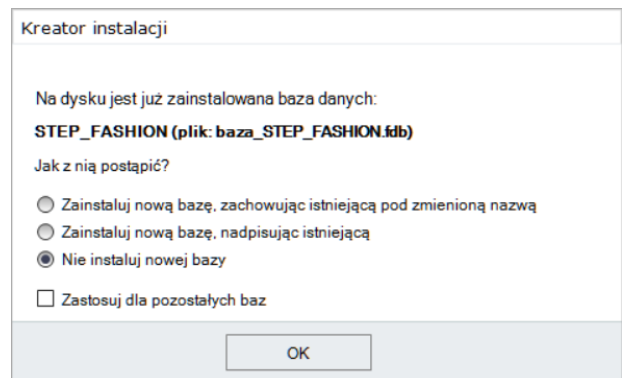 Kreator instalacji
Na dysku jest już zainstalowana baza danych:
STEP_FASHION (plik: baza_STEP_FASHION.fdb)
Jak z nią postąpić?
Zainstaluj nową bazę, zachowując istniejącą pod zmienioną nazwą
Zainstaluj nową bazę, nadpisując istniejącą
Nie instaluj nowej bazy
Zastosuj dla pozostałych baz
OK